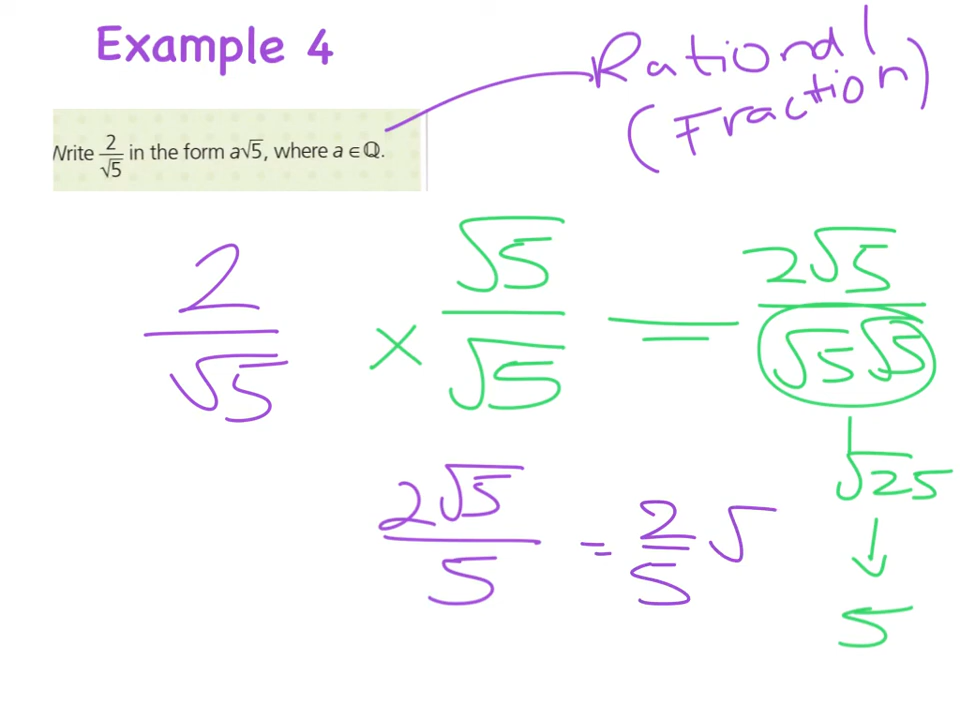 Example 4
Rational
(Fraction)
Write 2/√5 in the form a√5, where a ∈ ℚ.
2/√5 × √5/√5 = 2√5/√5√5
√25
2√5/5 = 2/5 √
5